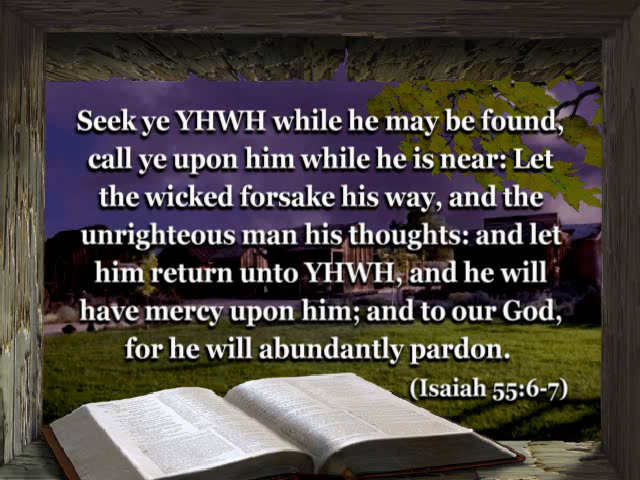 Seek ye YHWH while he may be found,
call ye upon him while he is near: Let
the wicked forsake his way, and the
unrighteous man his thoughts: and let
him return unto YHWH, and he will
have mercy upon him; and to our God,
for he will abundantly pardon.
(Isaiah 55:6-7)